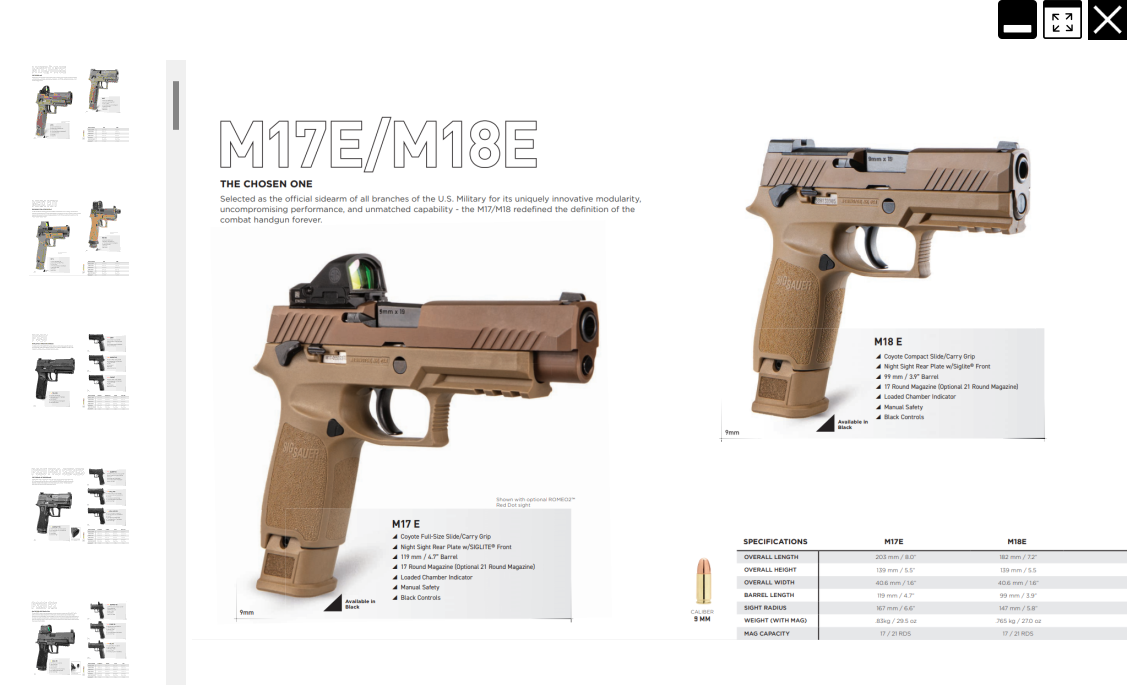 M17E/M18E
THE CHOSEN ONE
Selected as the official sidearm of all branches of the U.S. Military for its uniquely innovative modularity,
uncompromising performance, and unmatched capability - the M17/M18 redefined the definition of the
combat handgun forever.
9mm x 19
SIG SAUER
Shown with optional ROMEO2™
Red Dot sight
M17 E
Coyote Full-Size Slide/Carry Grip
Night Sight Rear Plate w/SIGLITE® Front
119 mm / 4.7" Barrel
17 Round Magazine (Optional 21 Round Magazine)
Loaded Chamber Indicator
Manual Safety
Black Controls
Available in
Black
9mm
9mm x 19
SIG SAUER
M18 E
Coyote Compact Slide/Carry Grip
Night Sight Rear Plate w/Siglite® Front
99 mm / 3.9" Barrel
17 Round Magazine (Optional 21 Round Magazine)
Loaded Chamber Indicator
Manual Safety
Black Controls
Available in
Black
9mm
CALIBER
9 MM
SPECIFICATIONS M17E M18E
OVERALL LENGTH 203 mm / 8.0" 182 mm / 7.2"
OVERALL HEIGHT 139 mm / 5.5" 139 mm / 5.5
OVERALL WIDTH 40.6 mm / 1.6" 40.6 mm / 1.6"
BARREL LENGTH 119 mm / 4.7" 99 mm / 3.9"
SIGHT RADIUS 167 mm / 6.6" 147 mm / 5.8"
WEIGHT (WITH MAG) .83kg / 29.5 oz .765 kg / 27.0 oz
MAG CAPACITY 17 / 21 RDS 17 / 21 RDS